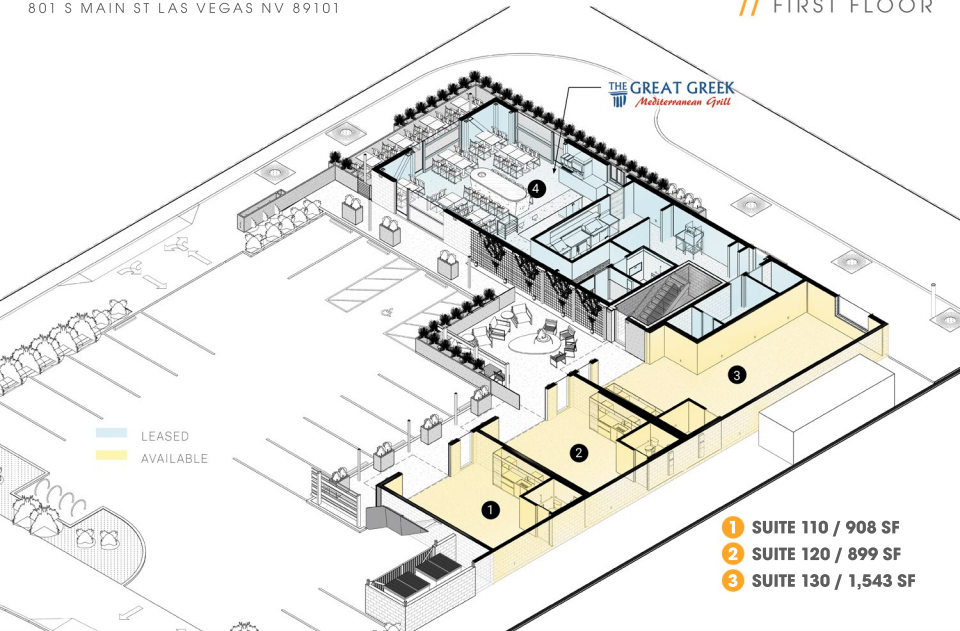 801 S MAIN ST LAS VEGAS NV 89101
// FIRST FLOOR
THE GREAT GREEK
Mediterranean Grill
4
3
2
1
LEASED
AVAILABLE
1 SUITE 110 / 908 SF
2 SUITE 120 / 899 SF
3 SUITE 130 / 1,543 SF